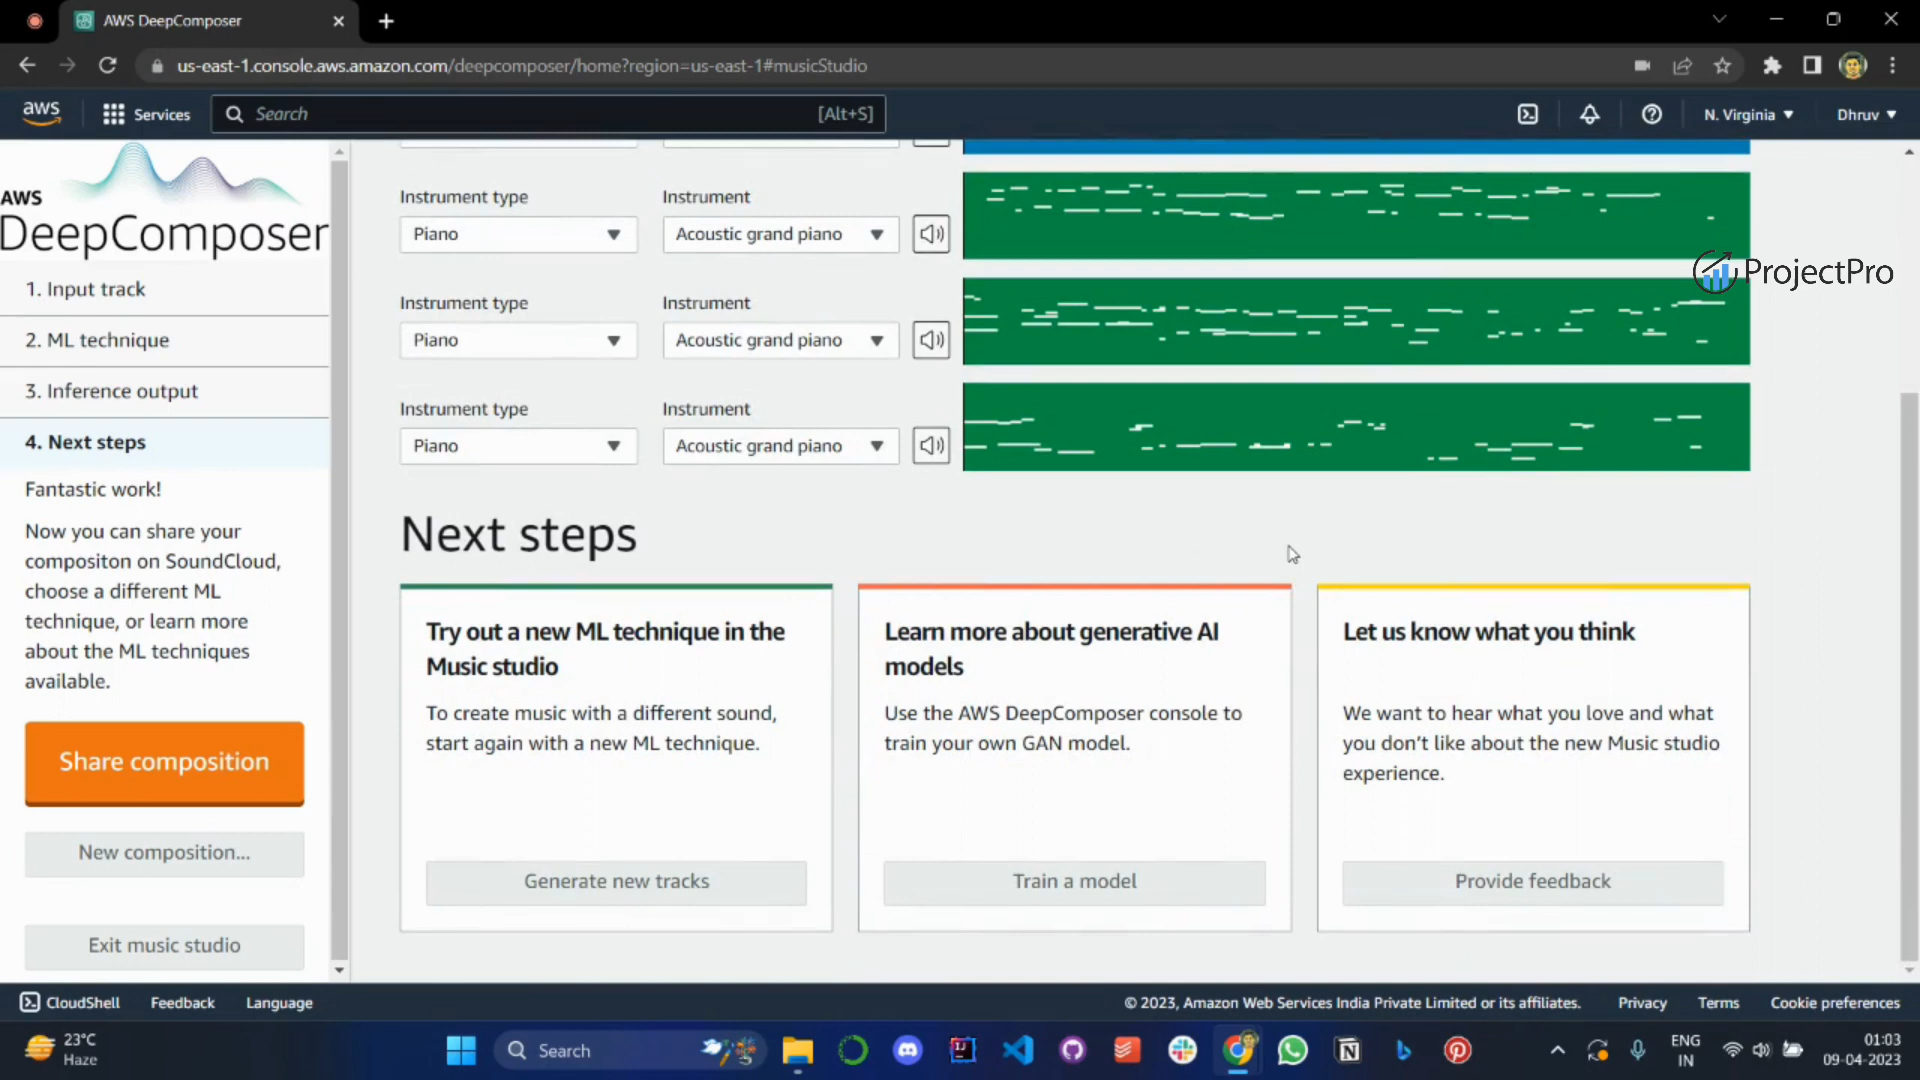 AWS DeepComposer
us-east-1.console.aws.amazon.com/deepcomposer/home?region=us-east-1#musicStudio
aws
Services
Search
[Alt+S]
N. Virginia
Dhruv
AWS
DeepComposer
1. Input track
2. ML technique
3. Inference output
4. Next steps
Fantastic work!
Now you can share your
compositon on SoundCloud,
choose a different ML
technique, or learn more
about the ML techniques
available.
Share composition
New composition...
Exit music studio
Instrument type
Instrument
Piano
Acoustic grand piano
Instrument type
Instrument
Piano
Acoustic grand piano
Instrument type
Instrument
Piano
Acoustic grand piano
ProjectPro
Next steps
Try out a new ML technique in the
Music studio
To create music with a different sound,
start again with a new ML technique.
Generate new tracks
Learn more about generative AI
models
Use the AWS DeepComposer console to
train your own GAN model.
Train a model
Let us know what you think
We want to hear what you love and what
you don't like about the new Music studio
experience.
Provide feedback
CloudShell
Feedback
Language
© 2023, Amazon Web Services India Private Limited or its affiliates.
Privacy
Terms
Cookie preferences
23°C
Haze
Search
ENG
IN
01:03
09-04-2023